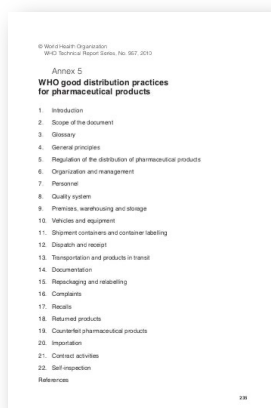 © World Health Organization
WHO Technical Report Series, No. 957, 2010
Annex 5
WHO good distribution practices
for pharmaceutical products
1. Introduction
2. Scope of the document
3. Glossary
4. General principles
5. Regulation of the distribution of pharmaceutical products
6. Organization and management
7. Personnel
8. Quality system
9. Premises, warehousing and storage
10. Vehicles and equipment
11. Shipment containers and container labelling
12. Dispatch and receipt
13. Transportation and products in transit
14. Documentation
15. Repackaging and relabelling
16. Complaints
17. Recalls
18. Returned products
19. Counterfeit pharmaceutical products
20. Importation
21. Contract activities
22. Self-inspection
References
235